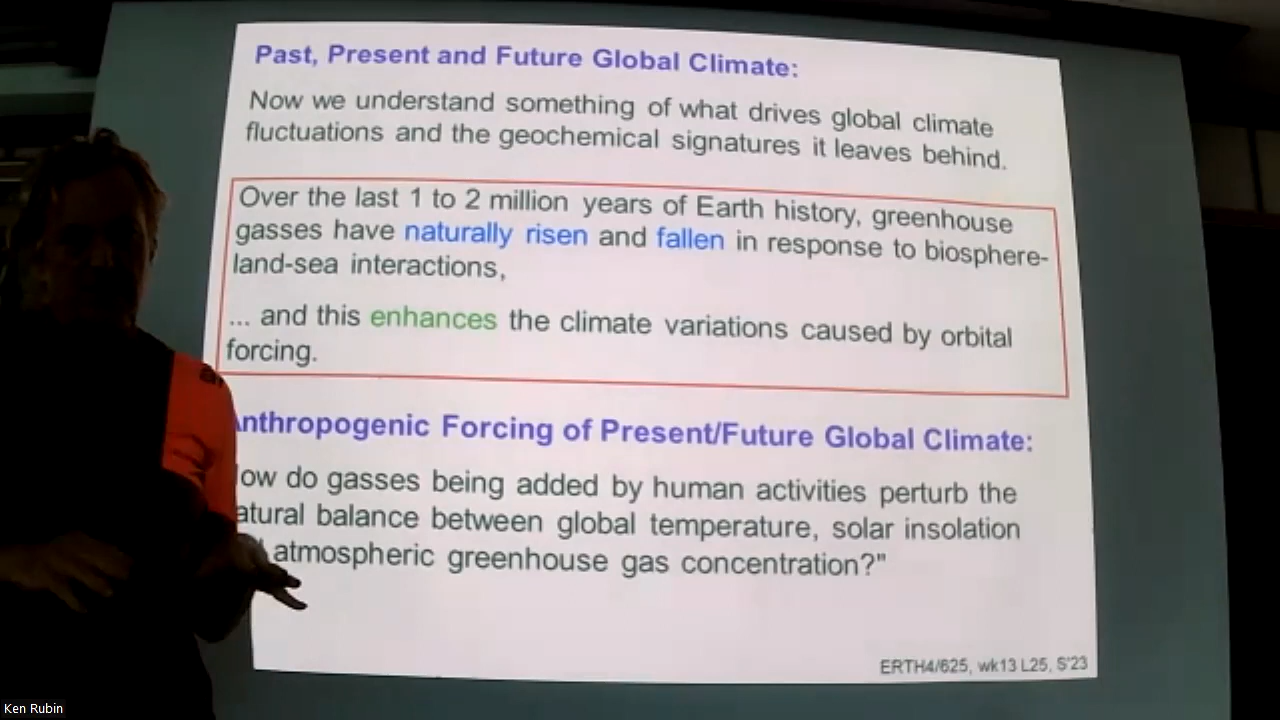 Past, Present and Future Global Climate:
Now we understand something of what drives global climate
fluctuations and the geochemical signatures it leaves behind.
Over the last 1 to 2 million years of Earth history, greenhouse
gasses have naturally risen and fallen in response to biosphere-
land-sea interactions,
... and this enhances the climate variations caused by orbital
forcing.
nthropogenic Forcing of Present/Future Global Climate:
ow do gasses being added by human activities perturb the
atural balance between global temperature, solar insolation
atmospheric greenhouse gas concentration?"
ERTH4/625, wk13 L25, S'23
Ken Rubin